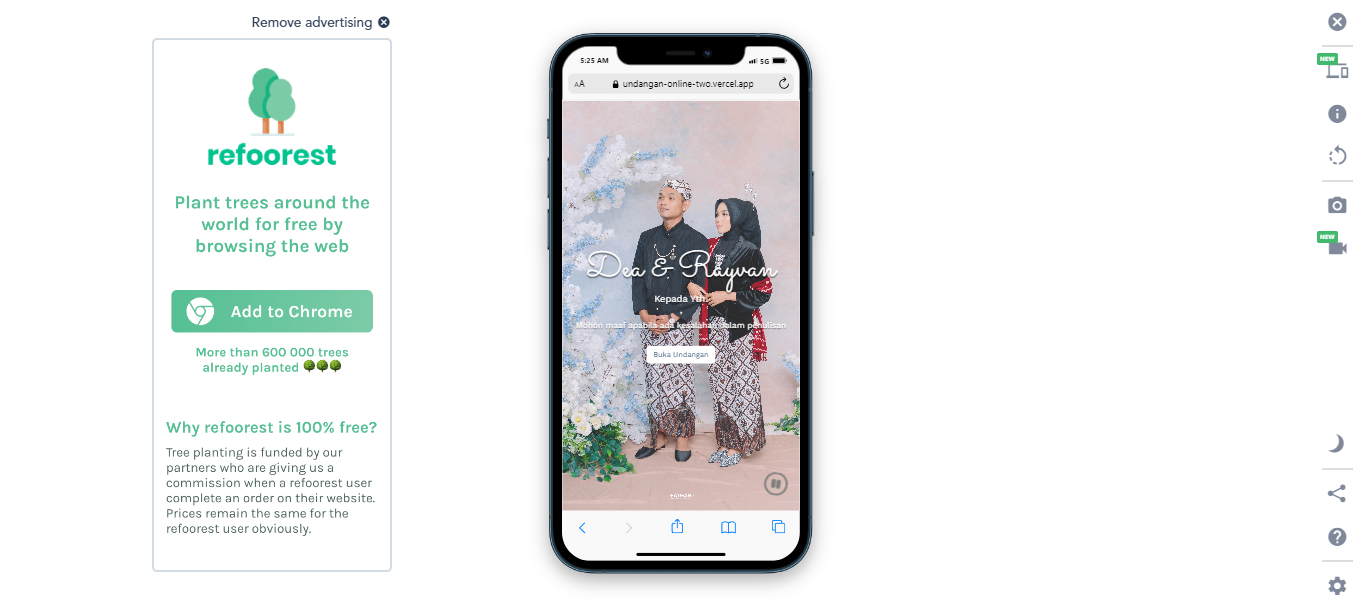 Remove advertising
refoorest
Plant trees around the
world for free by
browsing the web
Add to Chrome
More than 600 000 trees
already planted
Why refoorest is 100% free?
Tree planting is funded by our
partners who are giving us a
commission when a refoorest user
complete an order on their website.
Prices remain the same for the
refoorest user obviously.
5:25 AM
5G
AA
undangan-online-two.vercel.app
Dea & Rayvan
Kepada Yth.
Mohon maaf apabila ada kesalahan dalam penulisan
Buka Undangan
NEW
NEW